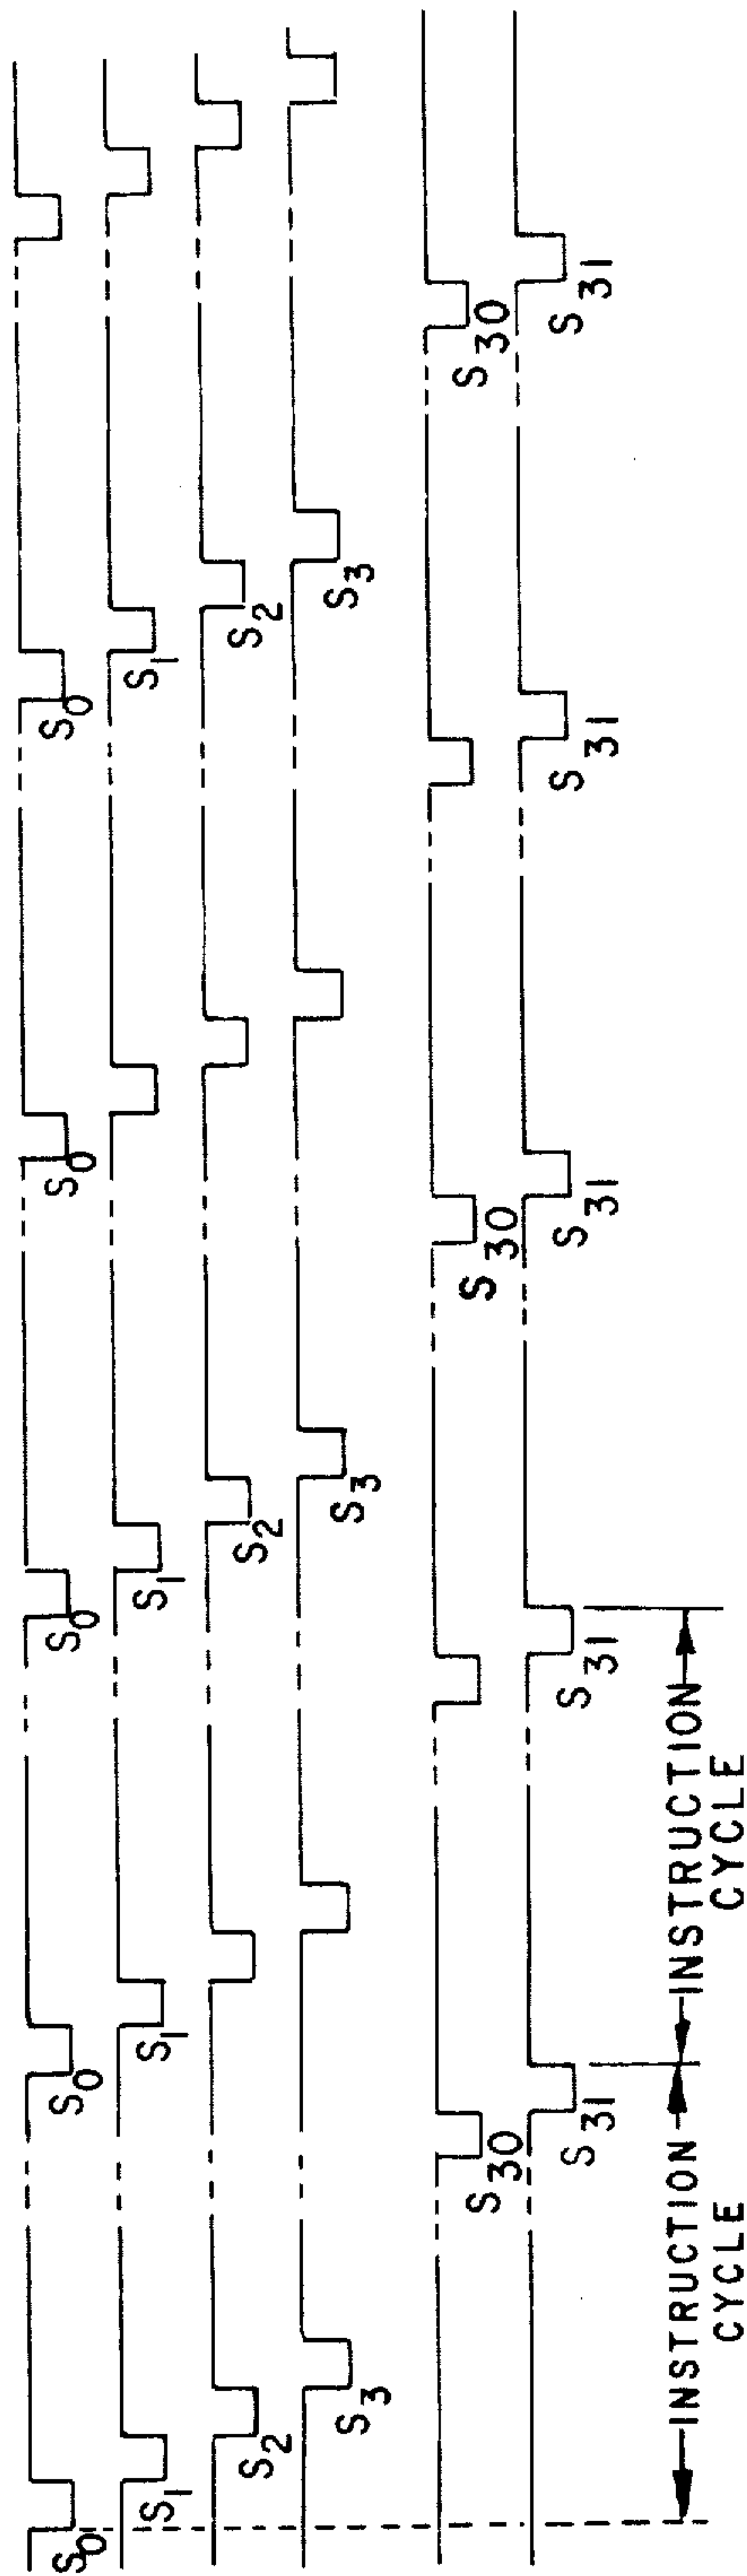 S0 S0 S0 S0 S0
S1 S1 S1 S1
S2 S2 S2
S3 S3 S3
S30 S30 S30
S31 S31 S31 S31 S31
INSTRUCTION CYCLE
INSTRUCTION CYCLE